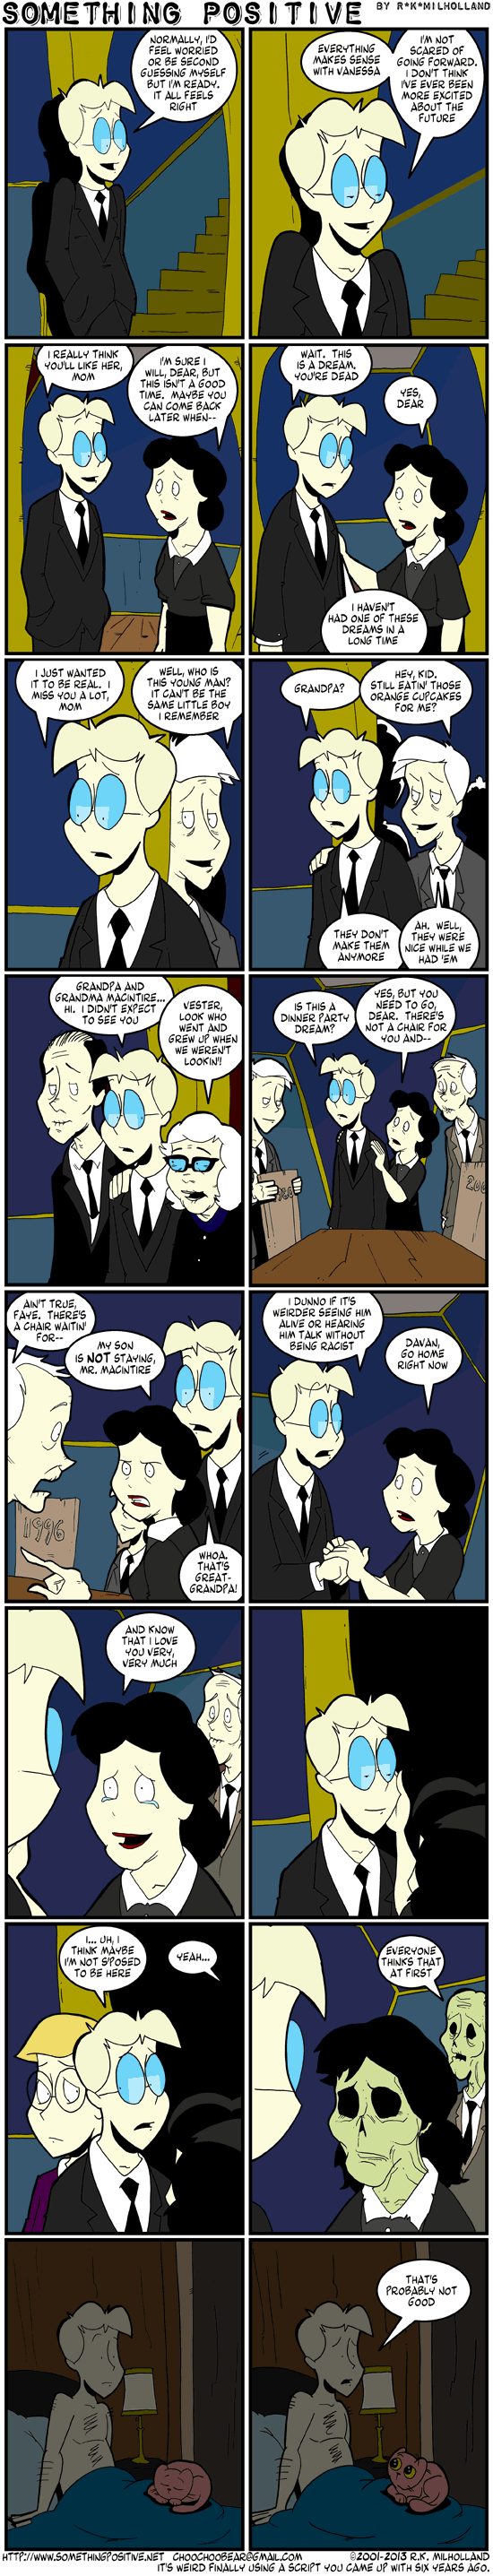 SOMETHING POSITIVE BY R*K*MILHOLLAND
NORMALLY, I'D
FEEL WORRIED
OR BE SECOND
GUESSING MYSELF
BUT I'M READY.
IT ALL FEELS
RIGHT
EVERYTHING
MAKES SENSE
WITH VANESSA
I'M NOT
SCARED OF
GOING FORWARD.
I DON'T THINK
I'VE EVER BEEN
MORE EXCITED
ABOUT THE
FUTURE
I REALLY THINK
YOU'LL LIKE HER,
MOM
I'M SURE I
WILL, DEAR, BUT
THIS ISN'T A GOOD
TIME. MAYBE YOU
CAN COME BACK
LATER WHEN--
WAIT. THIS
IS A DREAM.
YOU'RE DEAD
YES,
DEAR
I HAVEN'T
HAD ONE OF THESE
DREAMS IN A
LONG TIME
I JUST WANTED
IT TO BE REAL. I
MISS YOU A LOT,
MOM
WELL, WHO IS
THIS YOUNG MAN?
IT CAN'T BE THE
SAME LITTLE BOY
I REMEMBER
GRANDPA?
HEY, KID.
STILL EATIN' THOSE
ORANGE CUPCAKES
FOR ME?
THEY DON'T
MAKE THEM
ANYMORE
AH. WELL,
THEY WERE
NICE WHILE WE
HAD 'EM
GRANDPA AND
GRANDMA MACINTIRE...
HI. I DIDN'T EXPECT
TO SEE YOU
VESTER,
LOOK WHO
WENT AND
GREW UP WHEN
WE WEREN'T
LOOKIN'!
IS THIS A
DINNER PARTY
DREAM?
YES, BUT YOU
NEED TO GO,
DEAR. THERE'S
NOT A CHAIR FOR
YOU AND--
200
AIN'T TRUE,
FAYE. THERE'S
A CHAIR WAITIN'
FOR--
MY SON
IS NOT STAYING,
MR. MACINTIRE
1996
WHOA.
THAT'S
GREAT-
GRANDPA!
I DUNNO IF IT'S
WEIRDER SEEING HIM
ALIVE OR HEARING
HIM TALK WITHOUT
BEING RACIST
DAVAN,
GO HOME
RIGHT NOW
AND KNOW
THAT I LOVE
YOU VERY,
VERY MUCH
I... UH, I
THINK MAYBE
I'M NOT S'POSED
TO BE HERE
YEAH...
EVERYONE
THINKS THAT
AT FIRST
THAT'S
PROBABLY NOT
GOOD
HTTP://WWW.SOMETHINGPOSITIVE.NET CHOOCHOOBEAR@GMAIL.COM ©2001-2013 R.K. MILHOLLAND
IT'S WEIRD FINALLY USING A SCRIPT YOU CAME UP WITH SIX YEARS AGO.